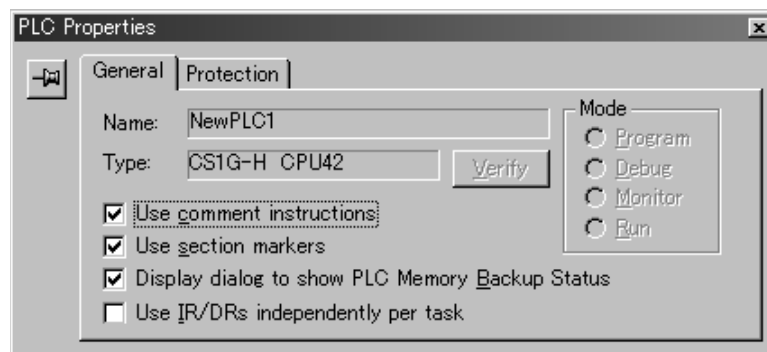 PLC Properties
General
Protection
Name:
NewPLC1
Type:
CS1G-H CPU42
Verify
Mode
Program
Debug
Monitor
Run
Use comment instructions
Use section markers
Display dialog to show PLC Memory Backup Status
Use IR/DRs independently per task